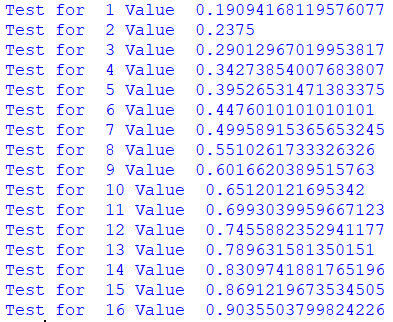 Test for  1 Value  0.19094168119576077
Test for  2 Value  0.2375
Test for  3 Value  0.29012967019953817
Test for  4 Value  0.34273854007683807
Test for  5 Value  0.39526531471383375
Test for  6 Value  0.4476010101010101
Test for  7 Value  0.49958915365653245
Test for  8 Value  0.5510261733326326
Test for  9 Value  0.6016620389515763
Test for  10 Value  0.65120121695342
Test for  11 Value  0.6993039959667123
Test for  12 Value  0.7455882352941177
Test for  13 Value  0.789631581350151
Test for  14 Value  0.8309741881765196
Test for  15 Value  0.8691219673534505
Test for  16 Value  0.9035503799824226